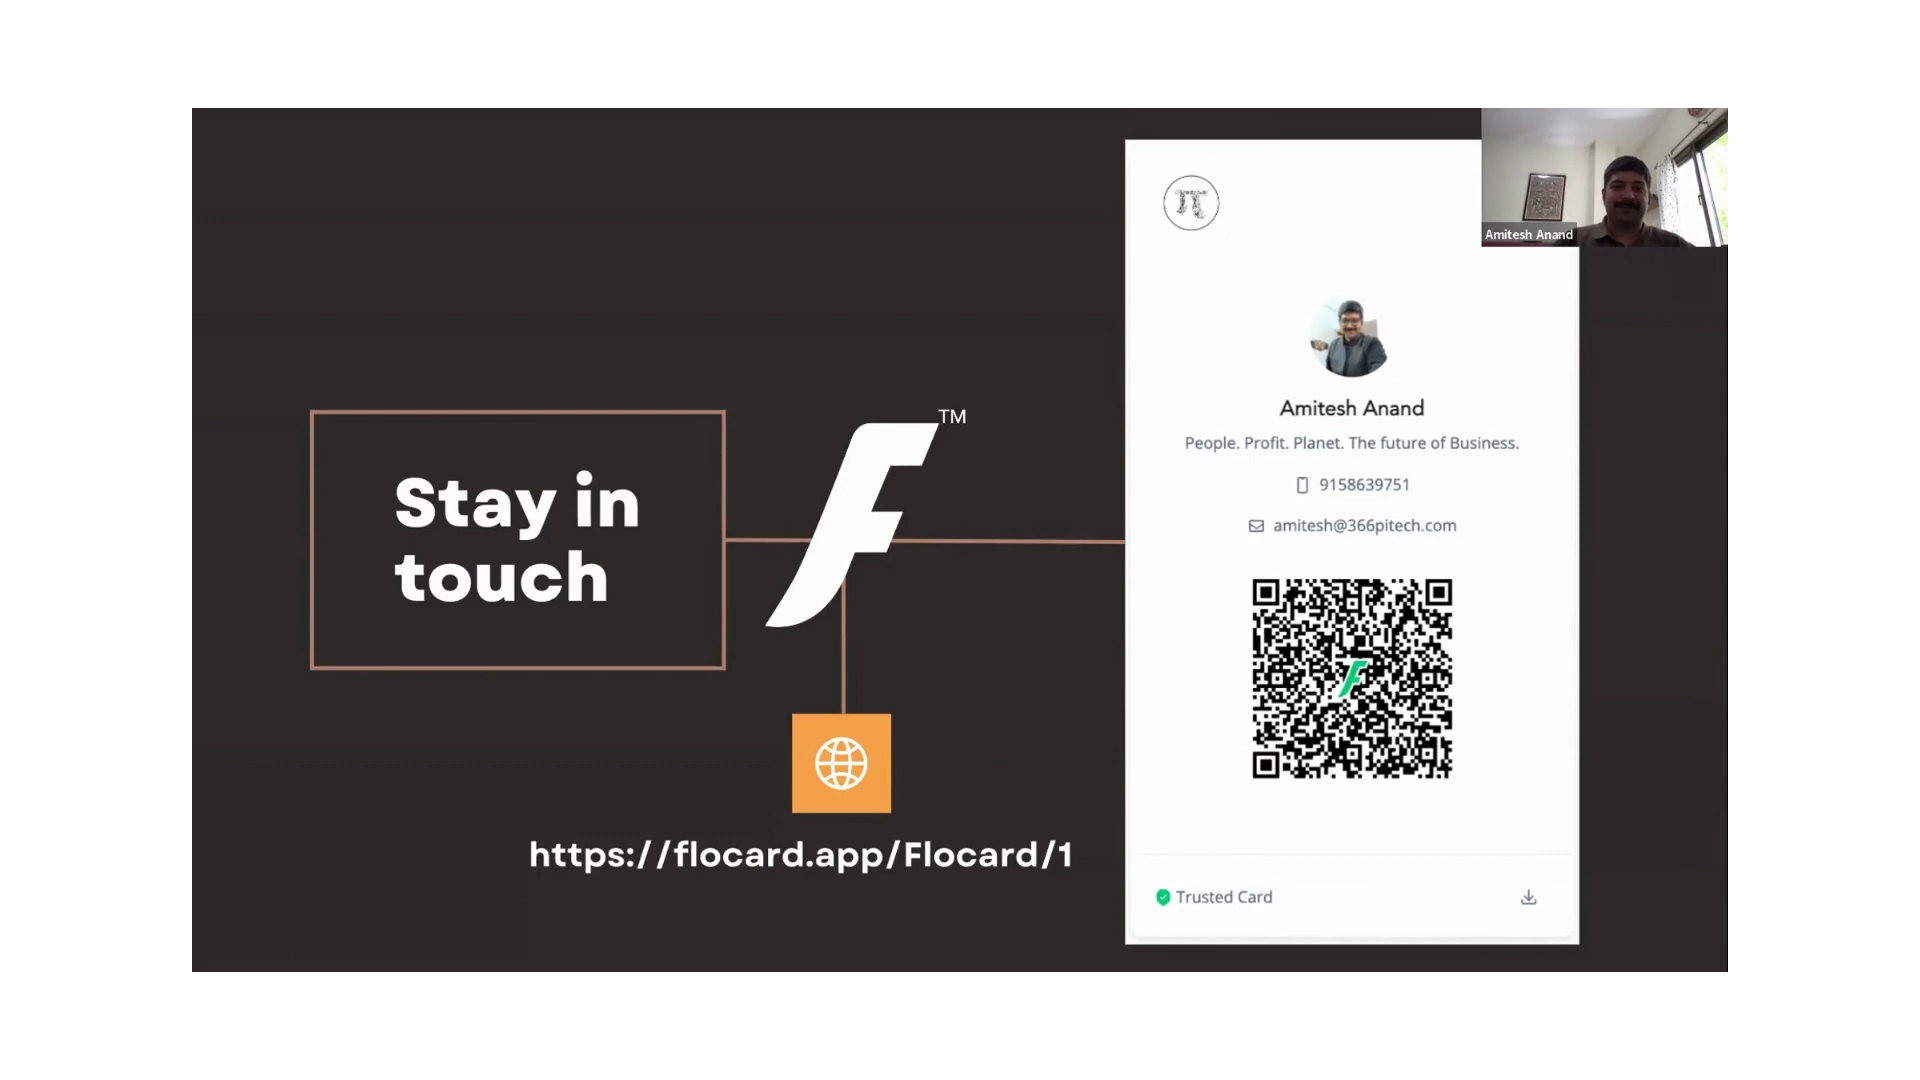 Amitesh Anand
Stay in
touch
TM
https://flocard.app/Flocard/1
Amitesh Anand
People. Profit. Planet. The future of Business.
9158639751
amitesh@366pitech.com
Trusted Card